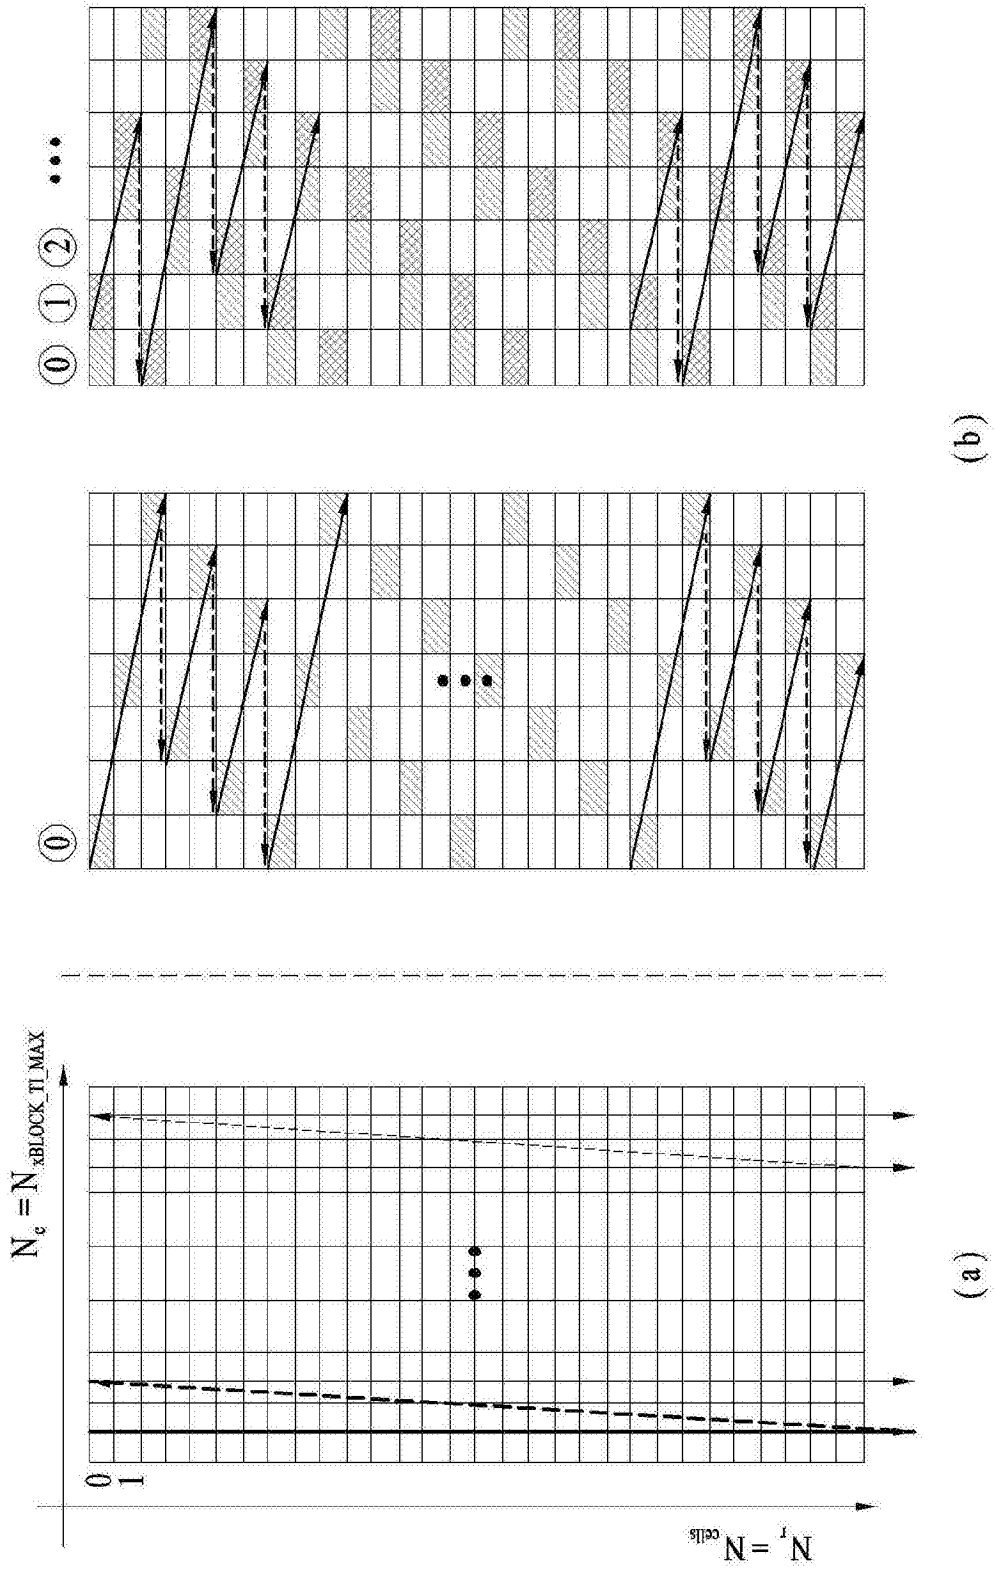 N_c = N_xBLOCK_TI_MAX
0
1
N_r = N_cells
(a)
0
0 1 2
(b)